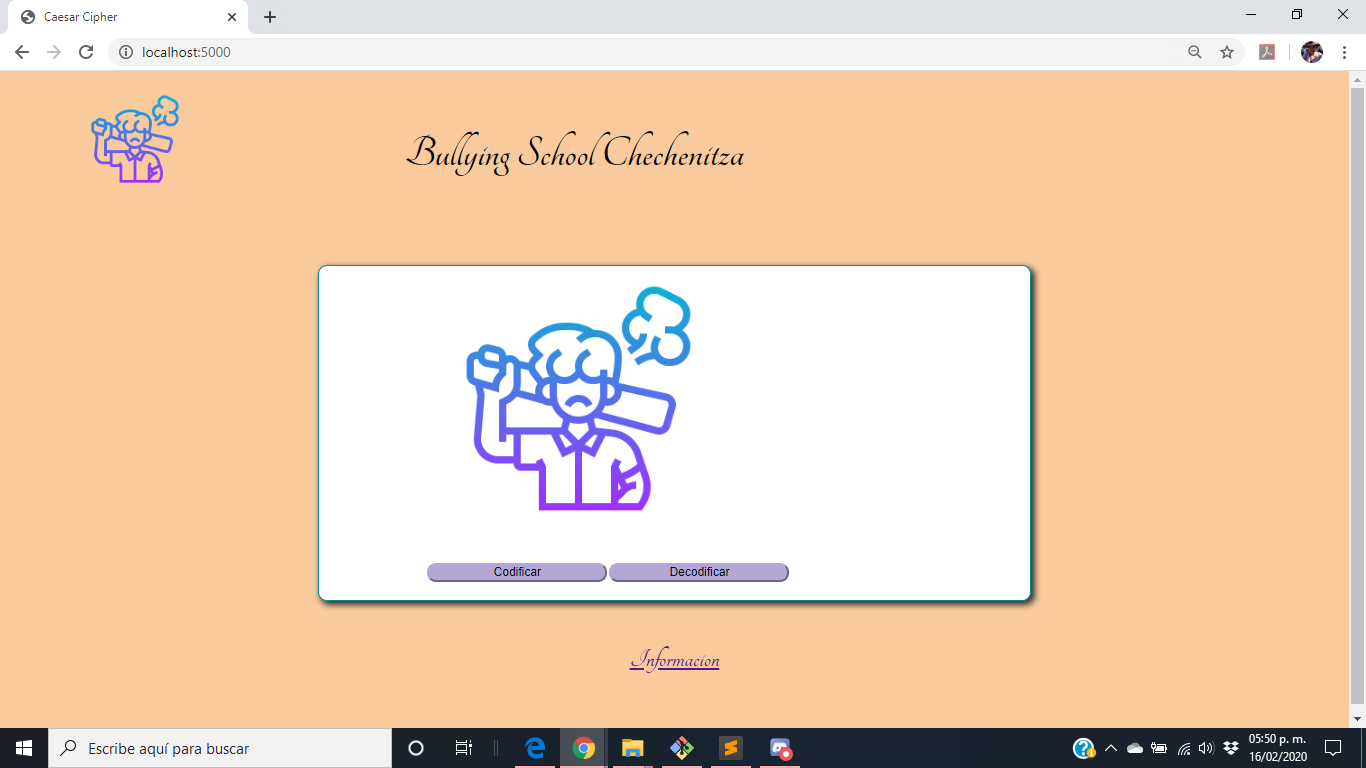 Caesar Cipher
localhost:5000
Bullying School Chechenitza
Codificar Decodificar
Informacion
Escribe aquí para buscar
05:50 p. m.
16/02/2020